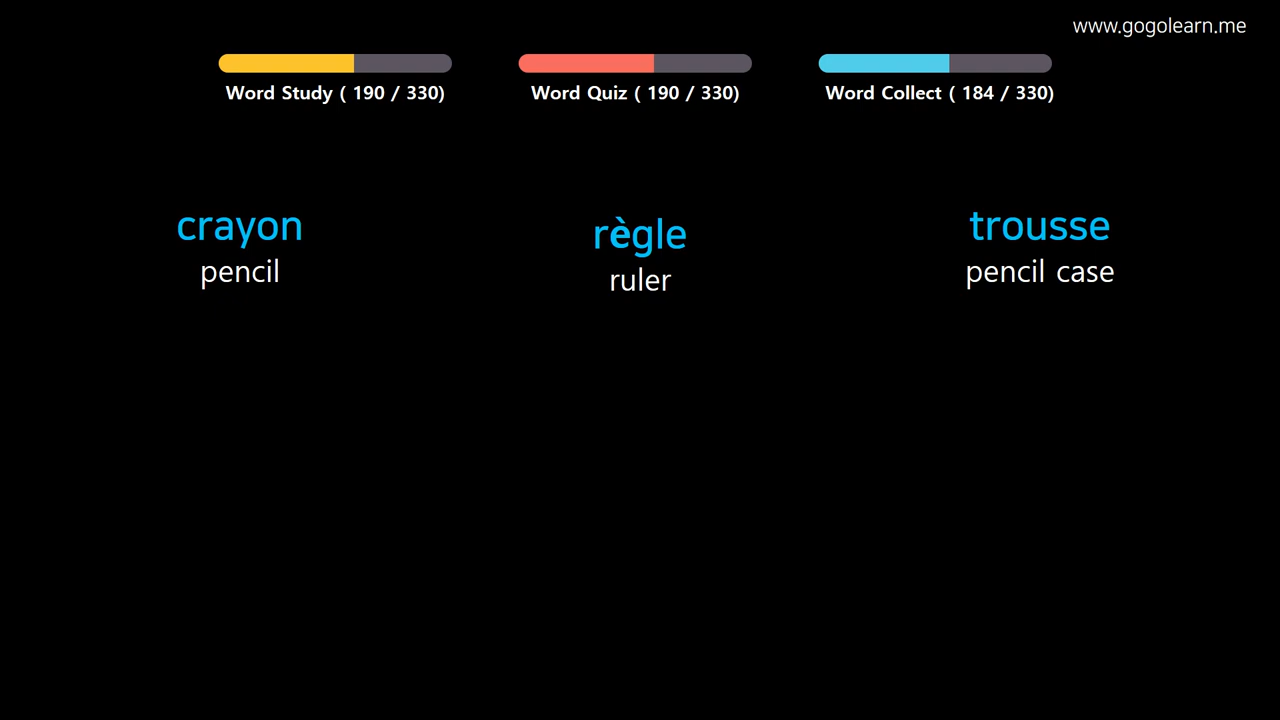 www.gogolearn.me
Word Study ( 190 / 330)
Word Quiz ( 190 / 330)
Word Collect ( 184 / 330)
crayon
pencil
règle
ruler
trousse
pencil case